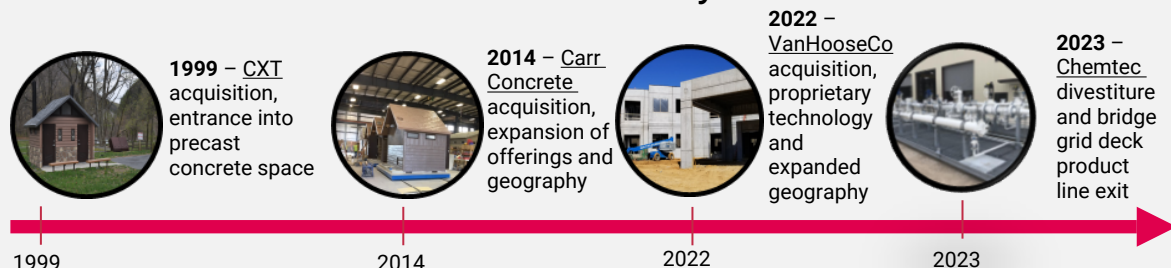 1999 – CXT
acquisition,
entrance into
precast
concrete space
2014 – Carr
Concrete
acquisition,
expansion of
offerings and
geography
2022 –
VanHooseCo
acquisition,
proprietary
technology
and
expanded
geography
2023 –
Chemtec
divestiture
and bridge
grid deck
product
line exit
1999
2014
2022
2023